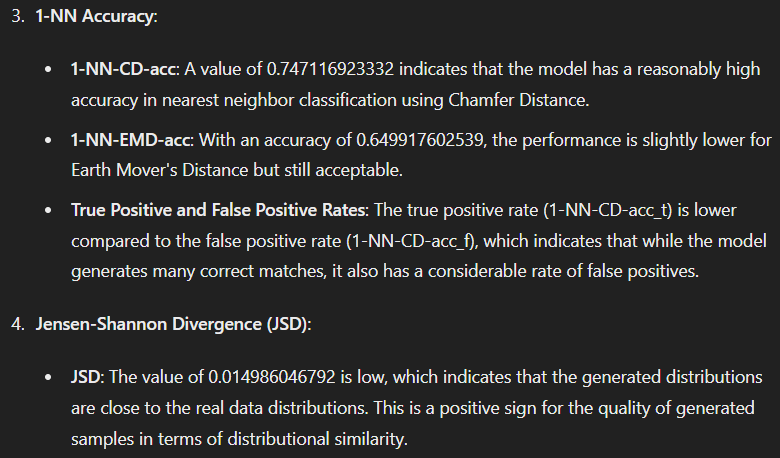 3. 1-NN Accuracy:
• 1-NN-CD-acc: A value of 0.747116923332 indicates that the model has a reasonably high
accuracy in nearest neighbor classification using Chamfer Distance.
• 1-NN-EMD-acc: With an accuracy of 0.649917602539, the performance is slightly lower for
Earth Mover's Distance but still acceptable.
• True Positive and False Positive Rates: The true positive rate (1-NN-CD-acc_t) is lower
compared to the false positive rate (1-NN-CD-acc_f), which indicates that while the model
generates many correct matches, it also has a considerable rate of false positives.
4. Jensen-Shannon Divergence (JSD):
• JSD: The value of 0.014986046792 is low, which indicates that the generated distributions
are close to the real data distributions. This is a positive sign for the quality of generated
samples in terms of distributional similarity.